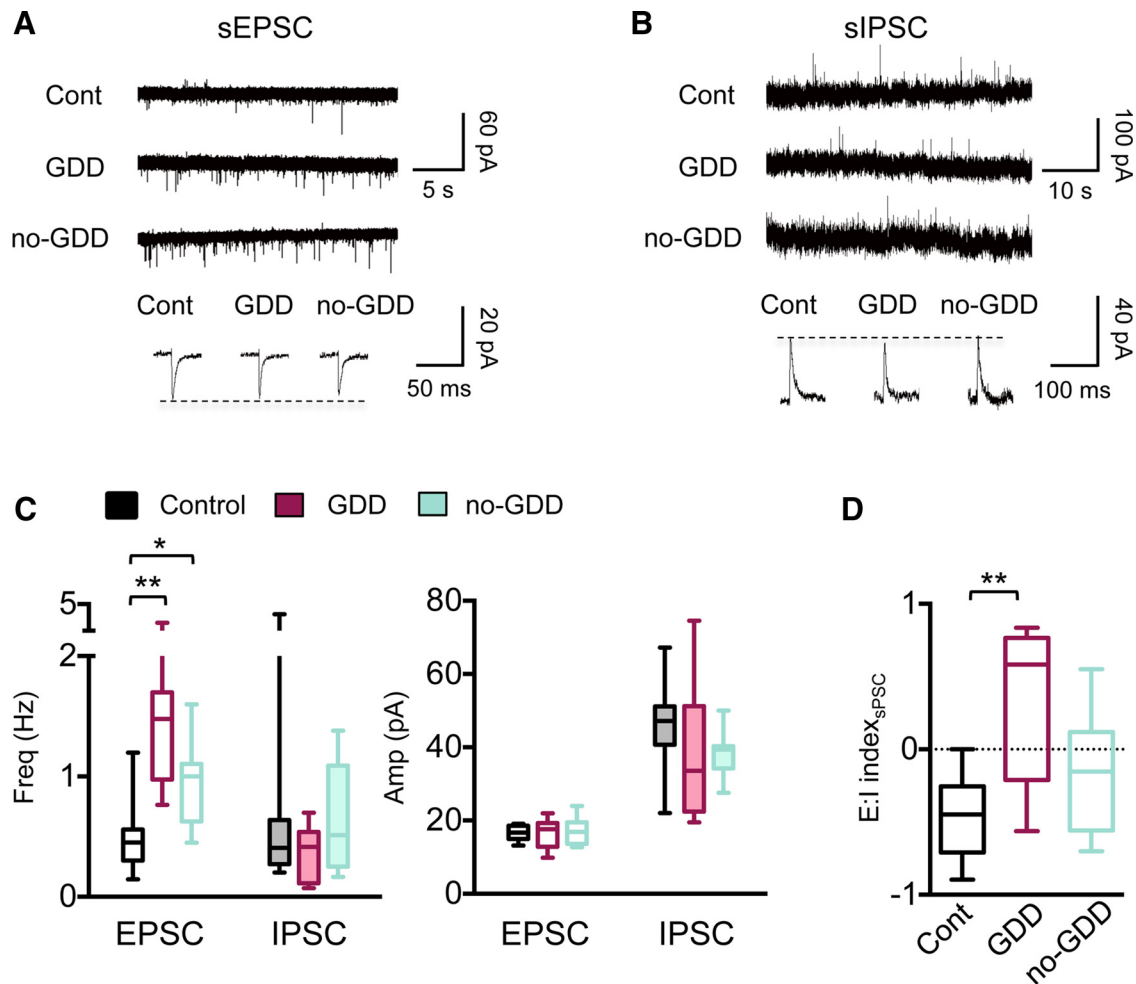 A
sEPSC
Cont
GDD
no-GDD
60 pA
5 s
Cont GDD no-GDD
20 pA
50 ms
B
sIPSC
Cont
GDD
no-GDD
100 pA
10 s
Cont GDD no-GDD
40 pA
100 ms
C
Control GDD no-GDD
*
**
5
2
1
0
Freq (Hz)
EPSC IPSC
80
60
40
20
0
Amp (pA)
EPSC IPSC
D
**
1
0
-1
E:I indexsPSC
Cont
GDD
no-GDD